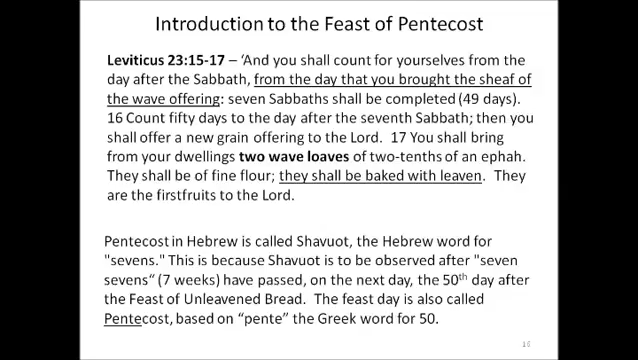 Introduction to the Feast of Pentecost
Leviticus 23:15-17 – ‘And you shall count for yourselves from the
day after the Sabbath, from the day that you brought the sheaf of
the wave offering: seven Sabbaths shall be completed (49 days).
16 Count fifty days to the day after the seventh Sabbath; then you
shall offer a new grain offering to the Lord.  17 You shall bring
from your dwellings two wave loaves of two-tenths of an ephah.
They shall be of fine flour; they shall be baked with leaven.  They
are the firstfruits to the Lord.
Pentecost in Hebrew is called Shavuot, the Hebrew word for
"sevens." This is because Shavuot is to be observed after "seven
sevens“ (7 weeks) have passed, on the next day, the 50th day after
the Feast of Unleavened Bread.  The feast day is also called
Pentecost, based on “pente” the Greek word for 50.